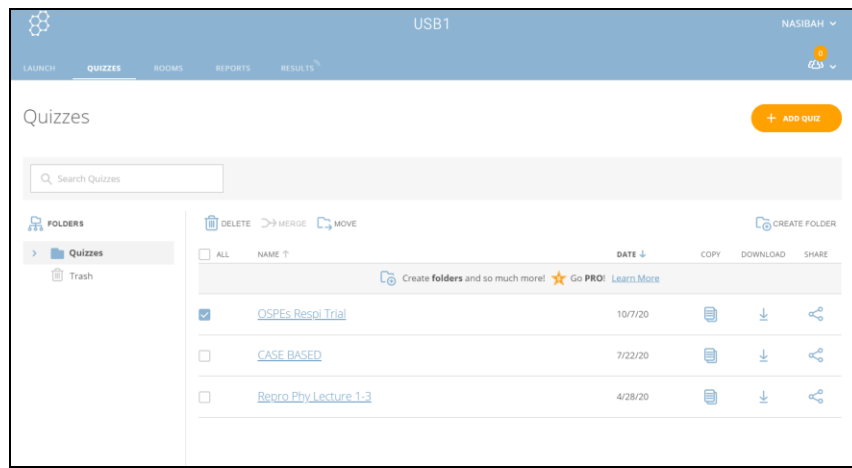 USB1
NASIBAH
LAUNCH QUIZZES ROOMS REPORTS RESULTS
0
Quizzes
+ ADD QUIZ
Search Quizzes
FOLDERS
DELETE MERGE MOVE CREATE FOLDER
Quizzes
Trash
ALL NAME ↑ DATE ↓ COPY DOWNLOAD SHARE
Create folders and so much more! Go PRO! Learn More
OSPEs Respi Trial 10/7/20
CASE BASED 7/22/20
Repro Phy Lecture 1-3 4/28/20